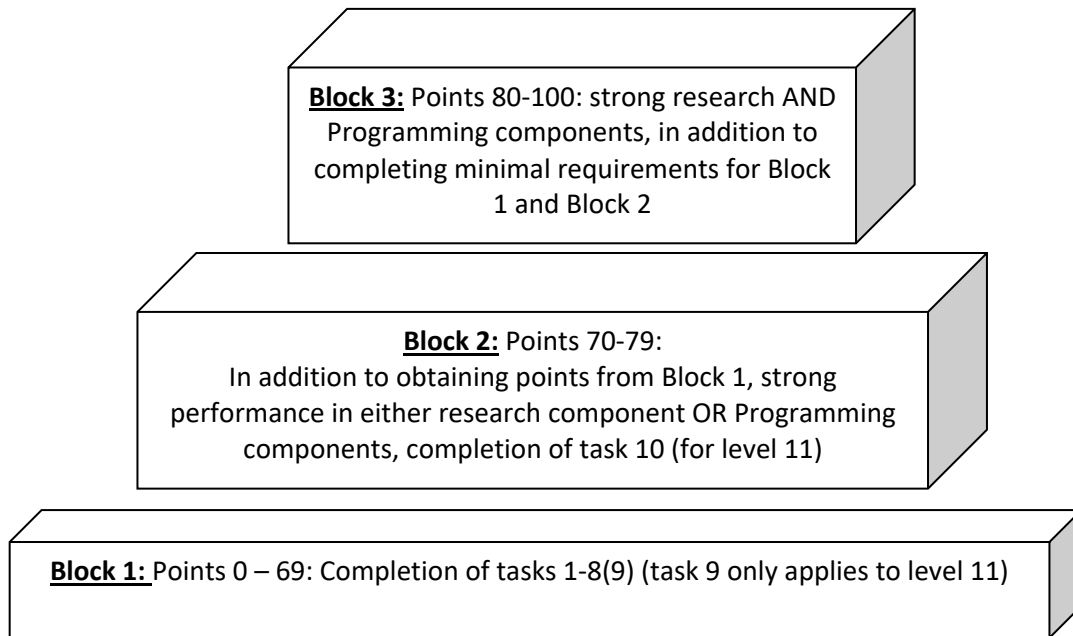 Block 3: Points 80-100: strong research AND
Programming components, in addition to
completing minimal requirements for Block
1 and Block 2
Block 2: Points 70-79:
In addition to obtaining points from Block 1, strong
performance in either research component OR Programming
components, completion of task 10 (for level 11)
Block 1: Points 0 – 69: Completion of tasks 1-8(9) (task 9 only applies to level 11)